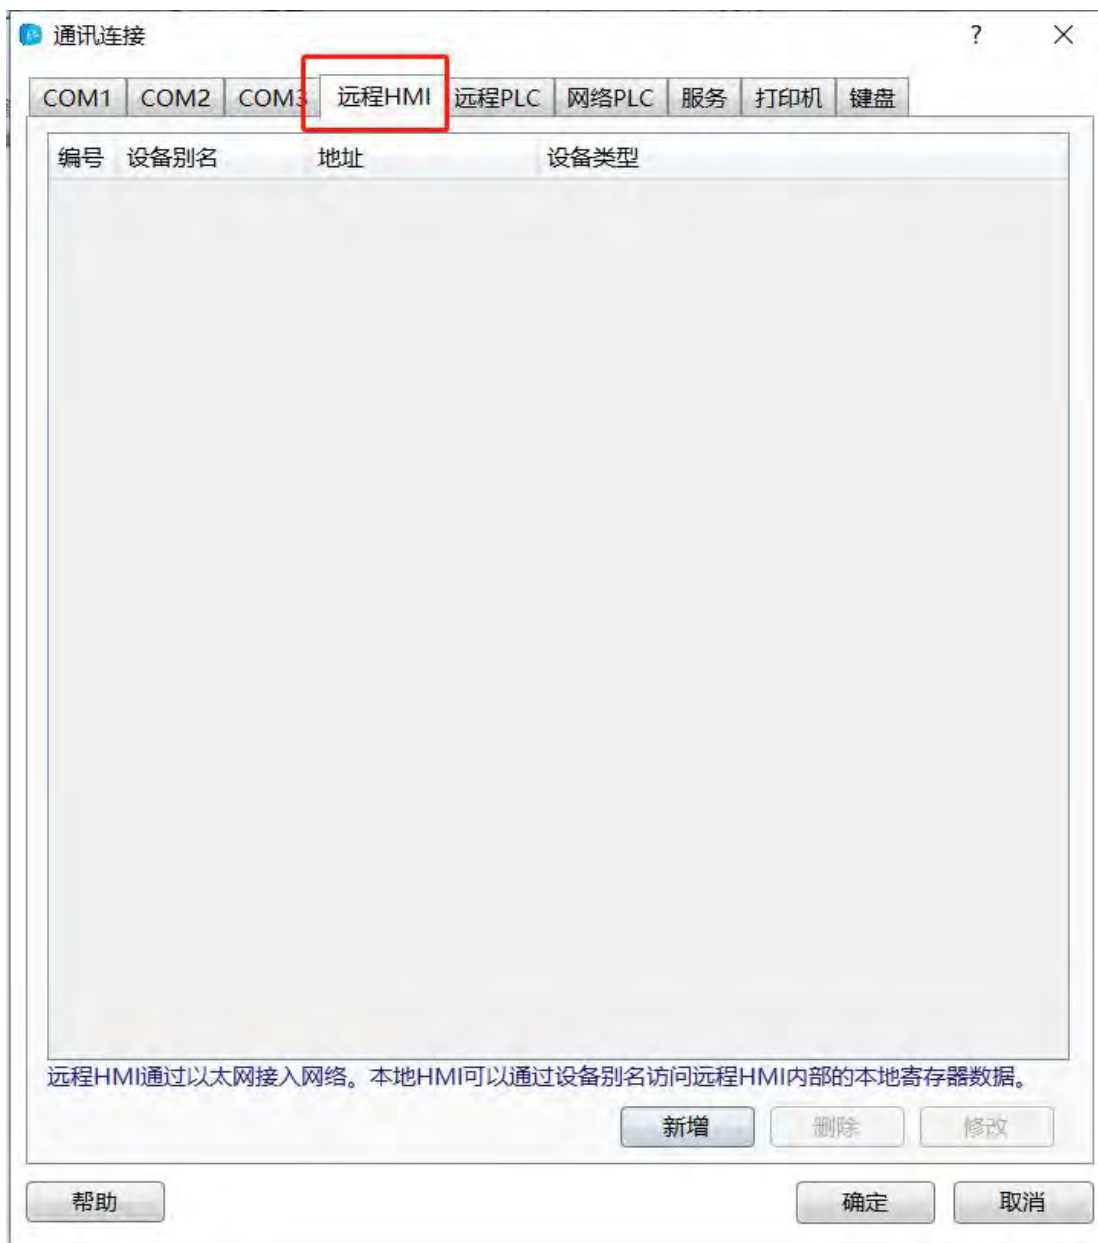 通讯连接 ?
COM1 COM2 COM3 远程HMI 远程PLC 网络PLC 服务 打印机 键盘
编号 设备别名 地址 设备类型
远程HMI通过以太网接入网络。本地HMI可以通过设备别名访问远程HMI内部的本地寄存器数据。
新增 删除 修改
帮助 确定 取消